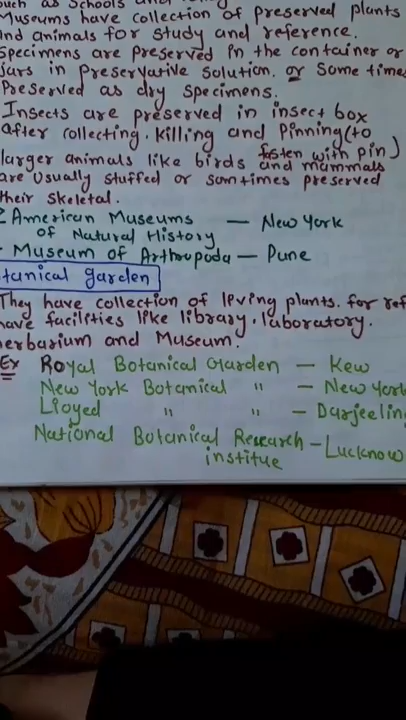 such as Schools and
Museums have collection of preserved plants
and animals for study and reference.
Specimens are preserved in the container or
jars in preservative solution. or Some times
Preserved as dry specimens.
Insects are preserved in insect box
after collecting. Killing and Pinning (to
fasten with pin)
larger animals like birds and mammals
are usually stuffed or somtimes preserved
their skeletal.
American Museums — New York
of Natural History
Museum of Arthropoda — Pune
tanical garden
They have collection of living plants. for ref
have facilities like library. laboratory.
erbarium and Museum.
Ex Royal Botanical Garden — Kew
New York Botanical " — New York
Lloyed " " — Darjeeling
National Botanical Research — Lucknow
institue